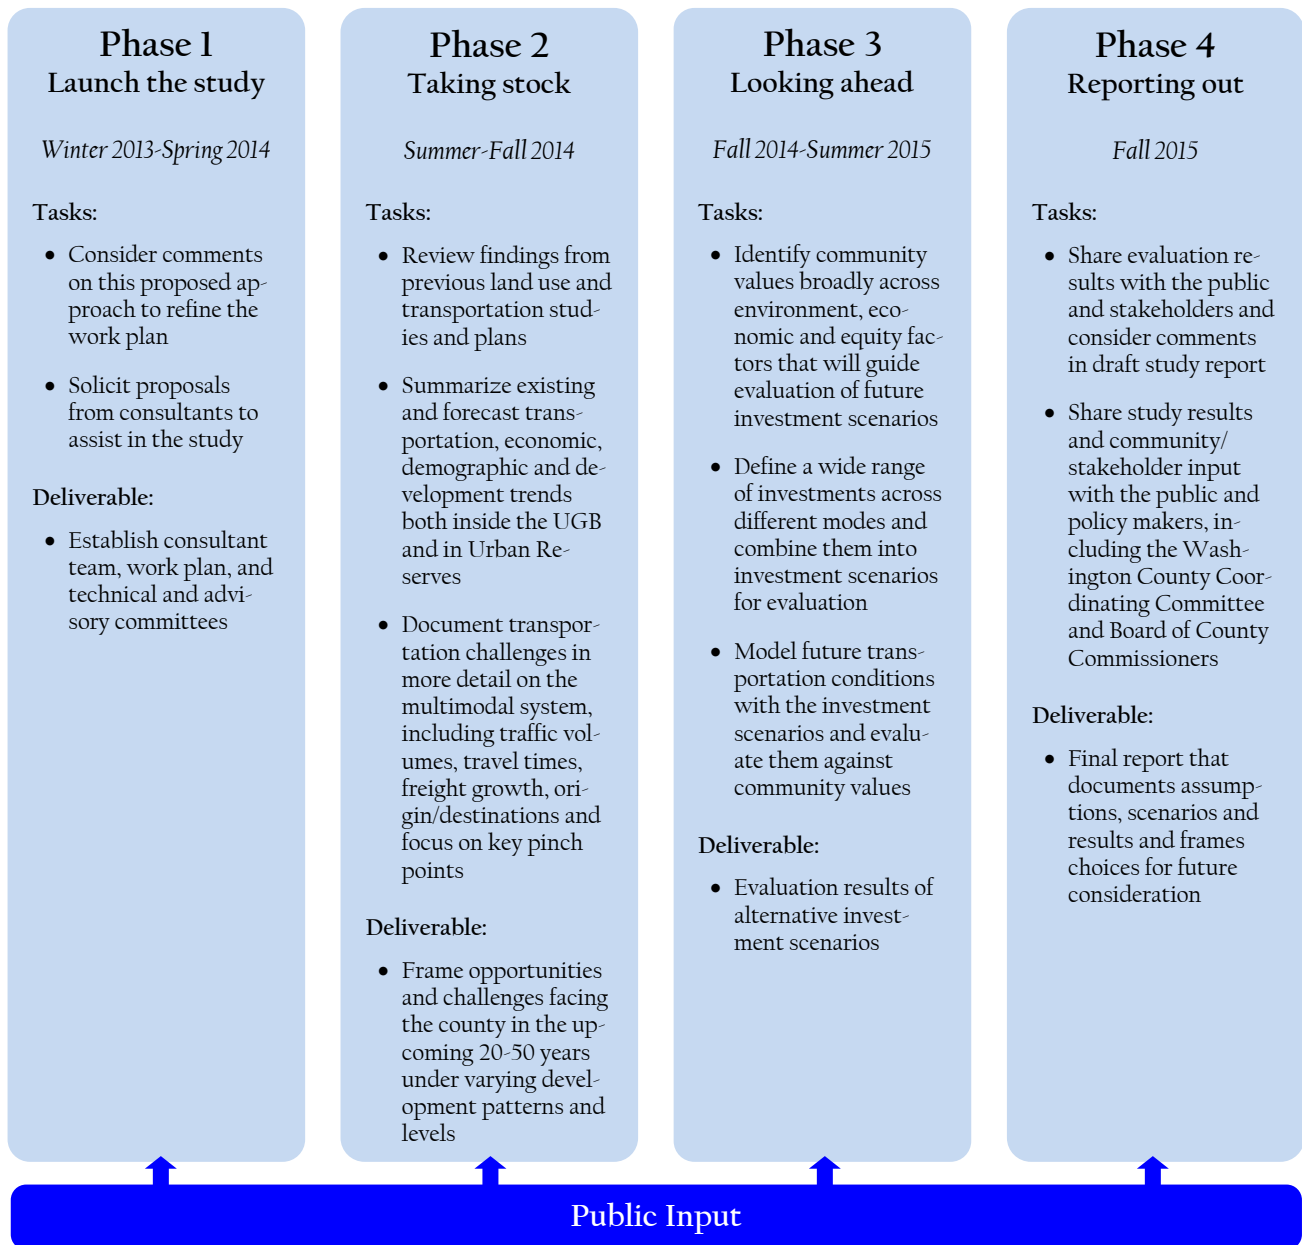 Phase 1
Launch the study
Winter 2013-Spring 2014
Tasks:
• Consider comments
on this proposed ap-
proach to refine the
work plan
• Solicit proposals
from consultants to
assist in the study
Deliverable:
• Establish consultant
team, work plan, and
technical and advi-
sory committees
Phase 2
Taking stock
Summer-Fall 2014
Tasks:
• Review findings from
previous land use and
transportation stud-
ies and plans
• Summarize existing
and forecast trans-
portation, economic,
demographic and de-
velopment trends
both inside the UGB
and in Urban Re-
serves
• Document transpor-
tation challenges in
more detail on the
multimodal system,
including traffic vol-
umes, travel times,
freight growth, ori-
gin/destinations and
focus on key pinch
points
Deliverable:
• Frame opportunities
and challenges facing
the county in the up-
coming 20-50 years
under varying devel-
opment patterns and
levels
Phase 3
Looking ahead
Fall 2014-Summer 2015
Tasks:
• Identify community
values broadly across
environment, eco-
nomic and equity fac-
tors that will guide
evaluation of future
investment scenarios
• Define a wide range
of investments across
different modes and
combine them into
investment scenarios
for evaluation
• Model future trans-
portation conditions
with the investment
scenarios and evalu-
ate them against
community values
Deliverable:
• Evaluation results of
alternative invest-
ment scenarios
Phase 4
Reporting out
Fall 2015
Tasks:
• Share evaluation re-
sults with the public
and stakeholders and
consider comments
in draft study report
• Share study results
and community/
stakeholder input
with the public and
policy makers, in-
cluding the Wash-
ington County Coor-
dinating Committee
and Board of County
Commissioners
Deliverable:
• Final report that
documents assump-
tions, scenarios and
results and frames
choices for future
consideration
Public Input